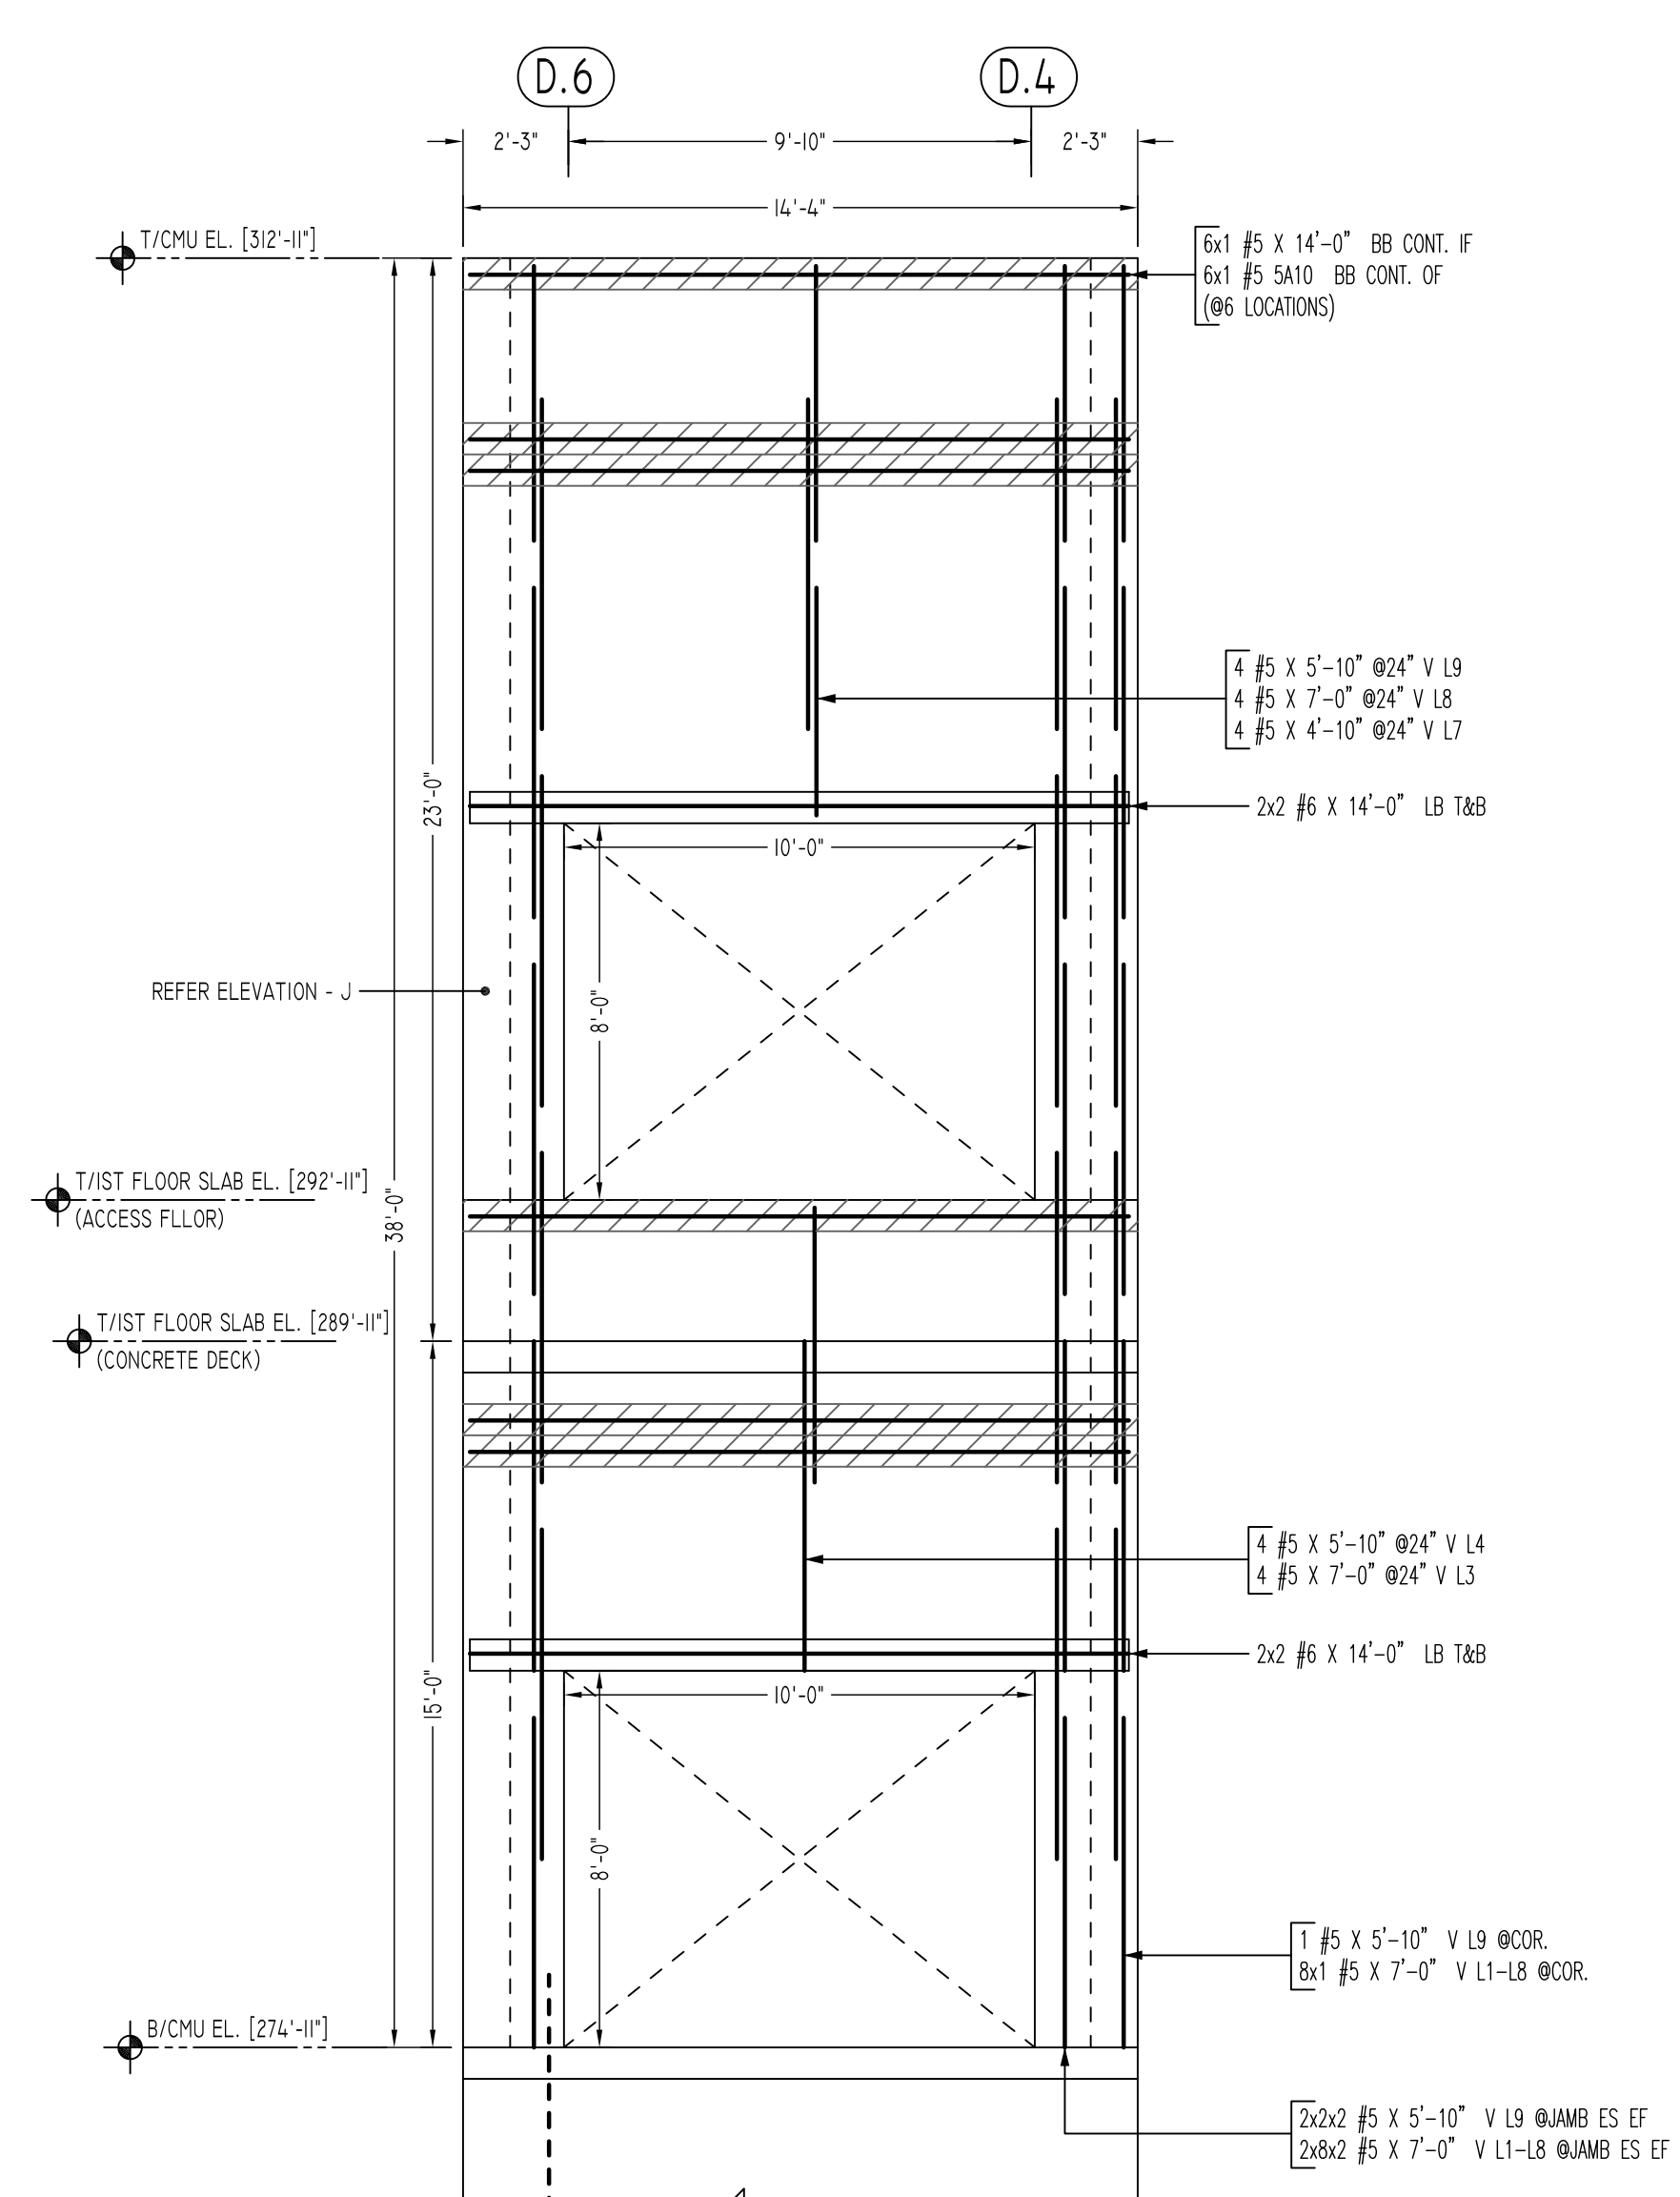 D.6
D.4
2'-3"
9'-10"
2'-3"
14'-4"
T/CMU EL. [312'-11"]
6x1 #5 X 14'-0" BB CONT. IF
6x1 #5 5A10 BB CONT. OF
(@6 LOCATIONS)
4 #5 X 5'-10" @24" V L9
4 #5 X 7'-0" @24" V L8
4 #5 X 4'-10" @24" V L7
23'-0"
2x2 #6 X 14'-0" LB T&B
10'-0"
8'-0"
REFER ELEVATION - J
T/1ST FLOOR SLAB EL. [292'-11"]
(ACCESS FLLOR)
38'-0"
T/1ST FLOOR SLAB EL. [289'-11"]
(CONCRETE DECK)
4 #5 X 5'-10" @24" V L4
4 #5 X 7'-0" @24" V L3
2x2 #6 X 14'-0" LB T&B
15'-0"
10'-0"
8'-0"
1 #5 X 5'-10" V L9 @COR.
8x1 #5 X 7'-0" V L1-L8 @COR.
B/CMU EL. [274'-11"]
2x2x2 #5 X 5'-10" V L9 @JAMB ES EF
2x8x2 #5 X 7'-0" V L1-L8 @JAMB ES EF